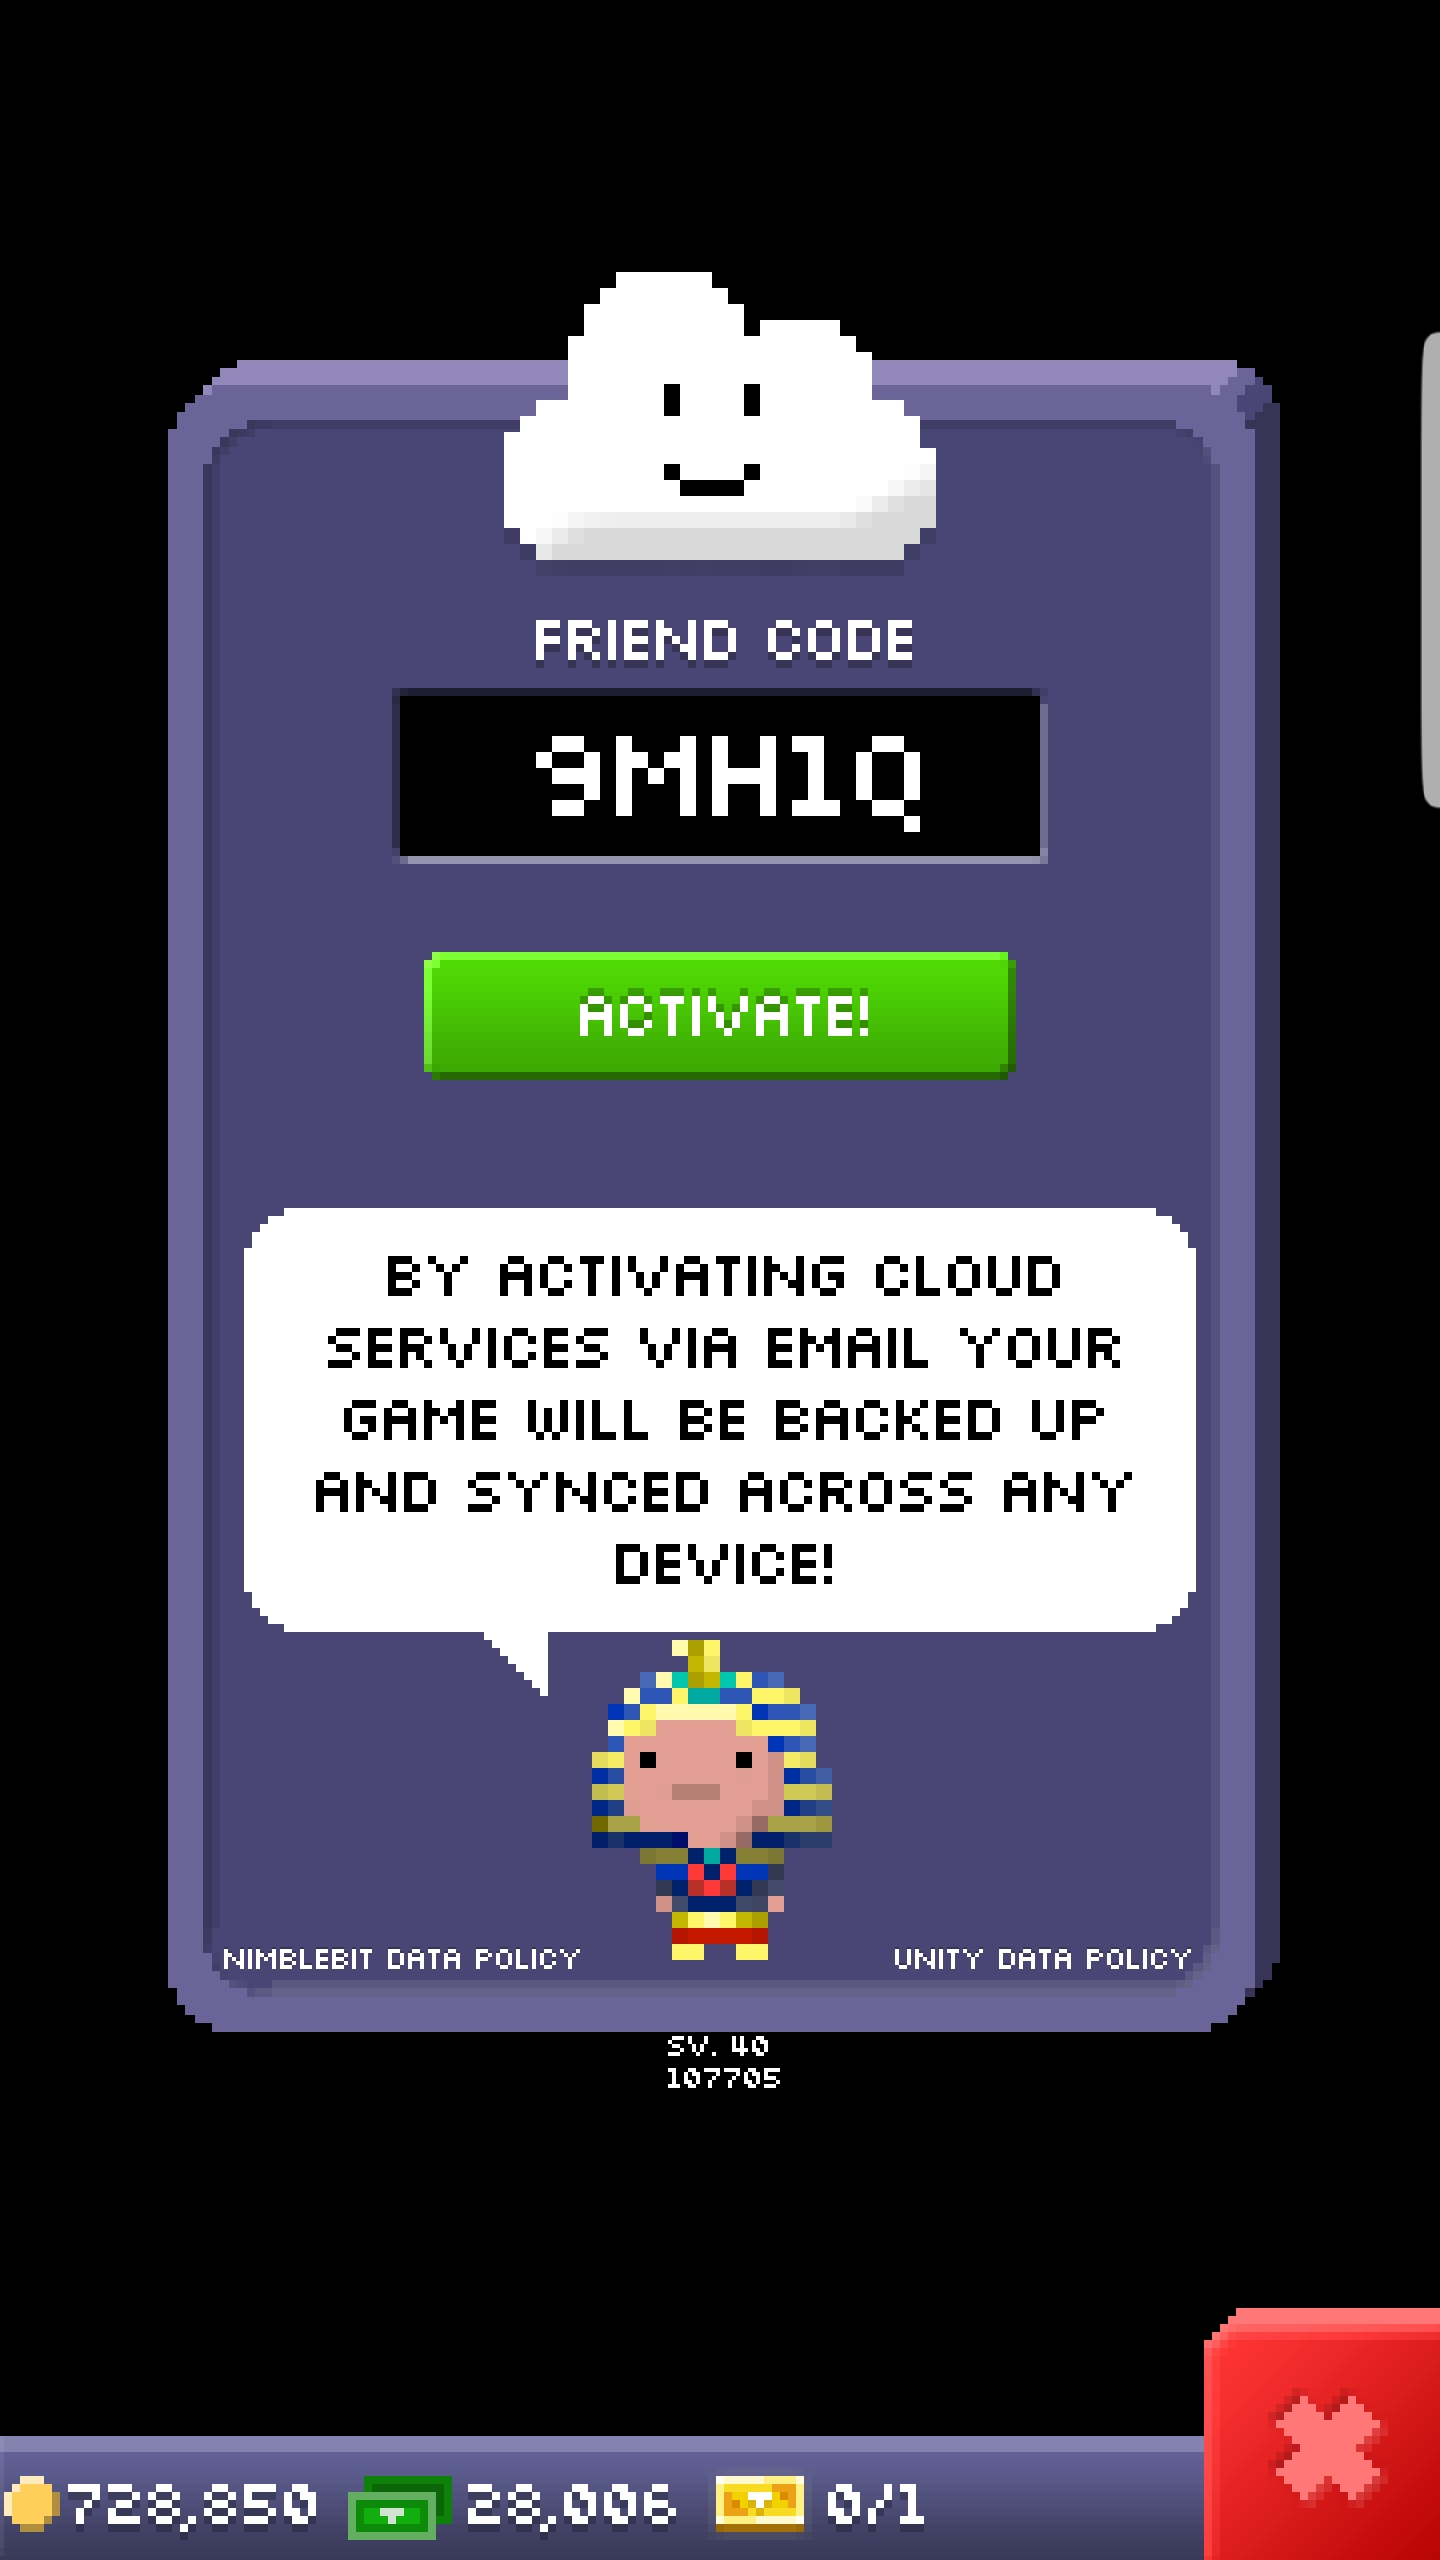 FRIEND CODE
9MH1Q
ACTIVATE!
BY ACTIVATING CLOUD
SERVICES VIA EMAIL YOUR
GAME WILL BE BACKED UP
AND SYNCED ACROSS ANY
DEVICE!
NIMBLEBIT DATA POLICY
UNITY DATA POLICY
SV. 40
107705
728,850
28,006
0/1